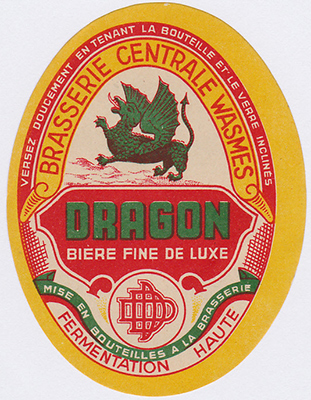 VERSEZ DOUCEMENT EN TENANT LA BOUTEILLE ET LE VERRE INCLINÉS
BRASSERIE CENTRALE WASMES
DRAGON
BIÈRE FINE DE LUXE
MISE EN BOUTEILLES A LA BRASSERIE
FERMENTATION HAUTE